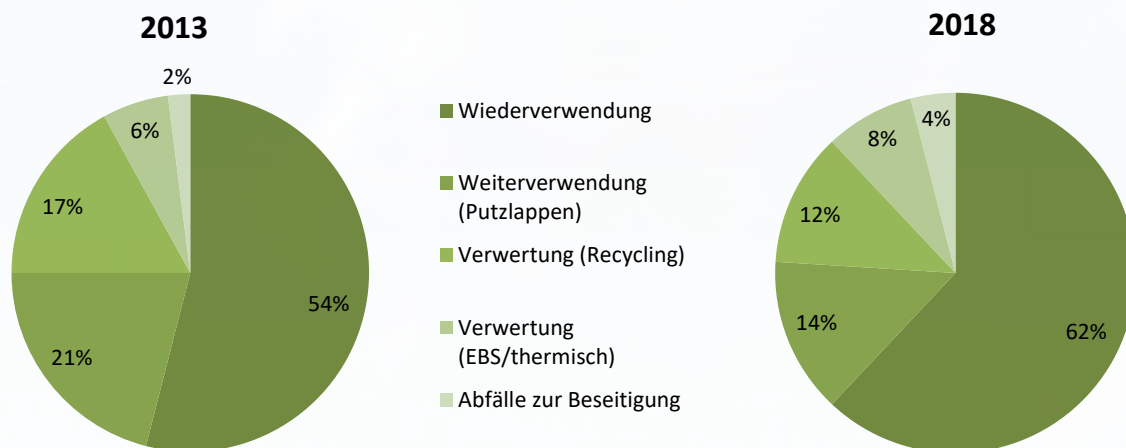 2013
2%
6%
17%
21%
54%
Wiederverwendung
Weiterverwendung
(Putzlappen)
Verwertung (Recycling)
Verwertung
(EBS/thermisch)
Abfälle zur Beseitigung
2018
4%
8%
12%
14%
62%